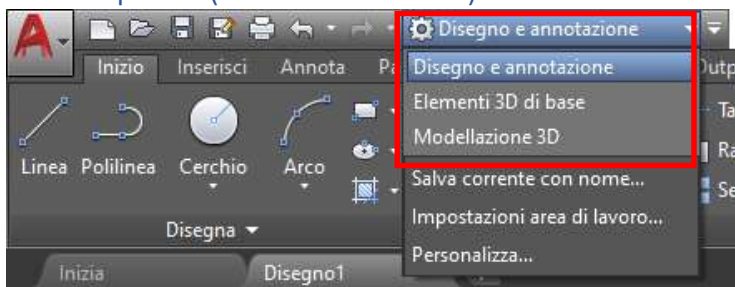 Disegno e annotazione
Inizio Inserisci Annota
Disegno e annotazione
Elementi 3D di base
Modellazione 3D
Salva corrente con nome...
Impostazioni area di lavoro...
Personalizza...
Linea Polilinea Cerchio Arco
Disegna
Inizia Disegno1